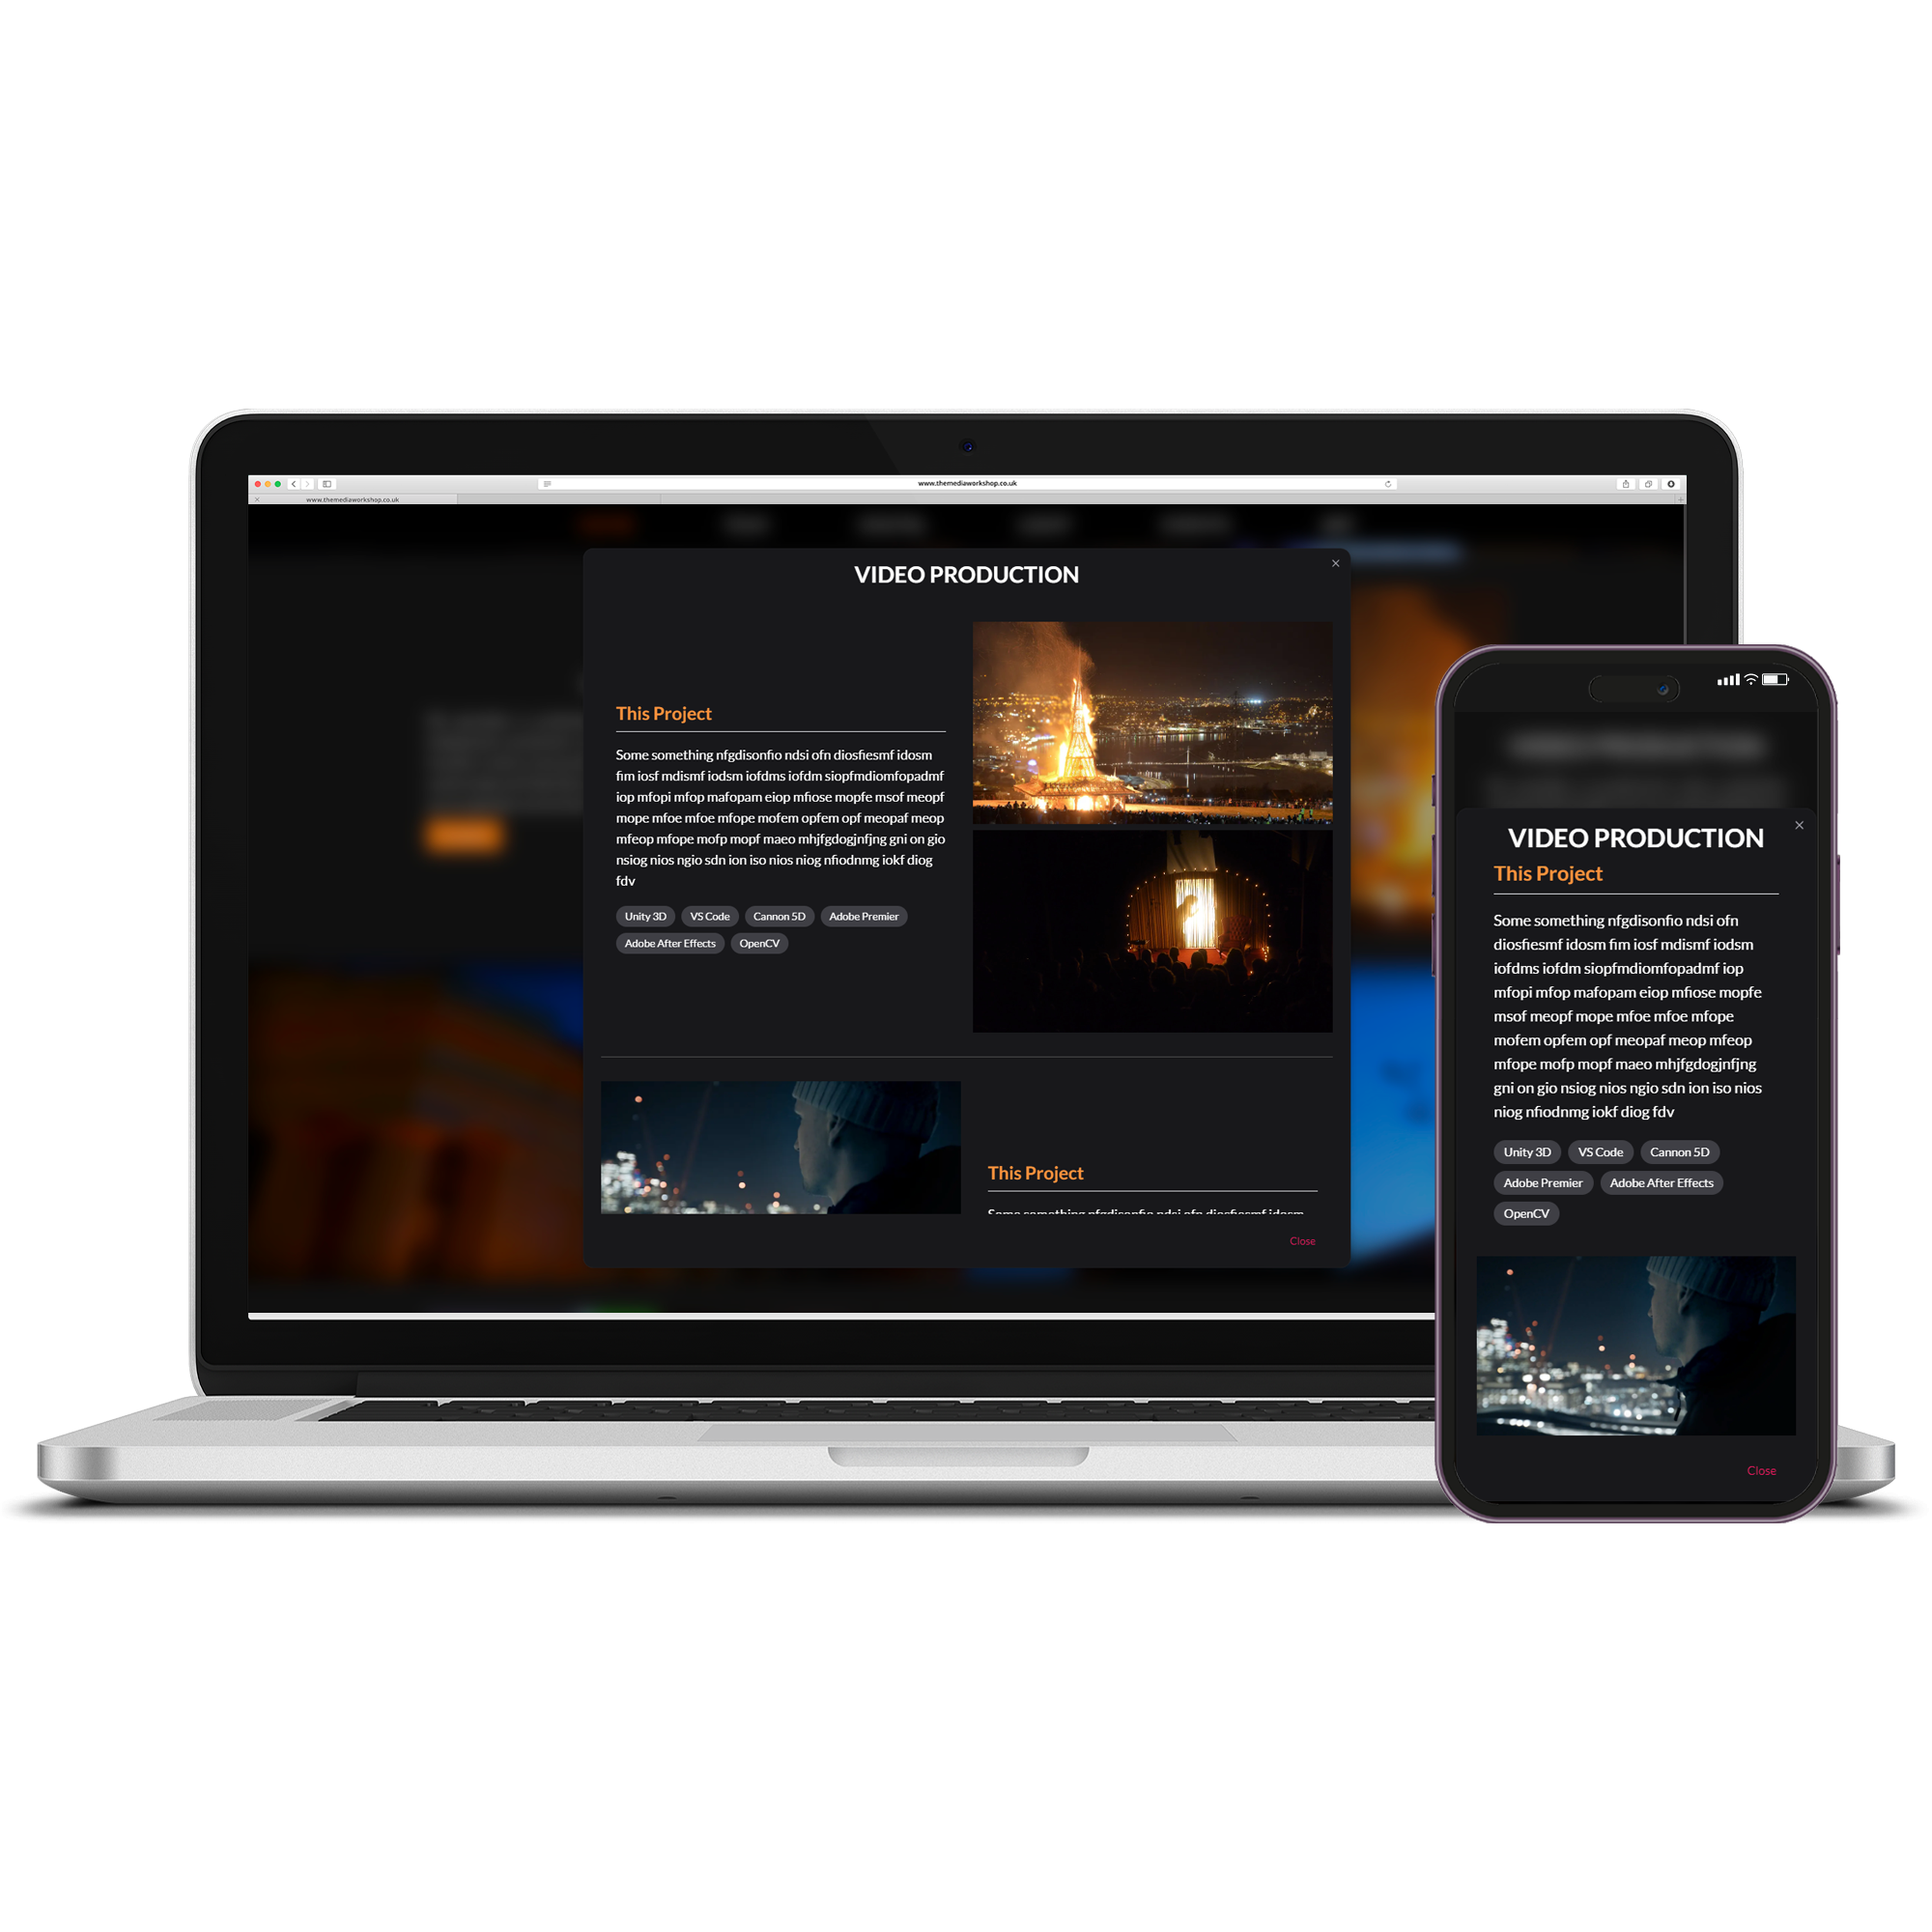 www.themediaworkshop.co.uk
www.themediaworkshop.co.uk
VIDEO PRODUCTION
This Project
Some something nfgdisonfio ndsi ofn diosfiesmf idosm
fim iosf mdismf iodsm iofdms iofdm siopfmdiomfopadmf
iop mfopi mfop mafopam eiop mfiose mopfe msof meopf
mope mfoe mfoe mfope mofem opfem opf meopaf meop
mfeop mfope mofp mopf maeo mhjfgdogjnfjng gni on gio
nsiog nios ngio sdn ion iso nios niog nfiodnmg iokf diog
fdv
Unity 3D VS Code Cannon 5D Adobe Premier
Adobe After Effects OpenCV
?
This Project
Some something nfgdisonfio ndsi ofn diosfiesmf idosm
Close
VIDEO PRODUCTION
This Project
Some something nfgdisonfio ndsi ofn
diosfiesmf idosm fim iosf mdismf iodsm
iofdms iofdm siopfmdiomfopadmf iop
mfopi mfop mafopam eiop mfiose mopfe
msof meopf mope mfoe mfoe mfope
mofem opfem opf meopaf meop mfeop
mfope mofp mopf maeo mhjfgdogjnfjng
gni on gio nsiog nios ngio sdn ion iso nios
niog nfiodnmg iokf diog fdv
Unity 3D VS Code Cannon 5D
Adobe Premier Adobe After Effects
OpenCV
Close